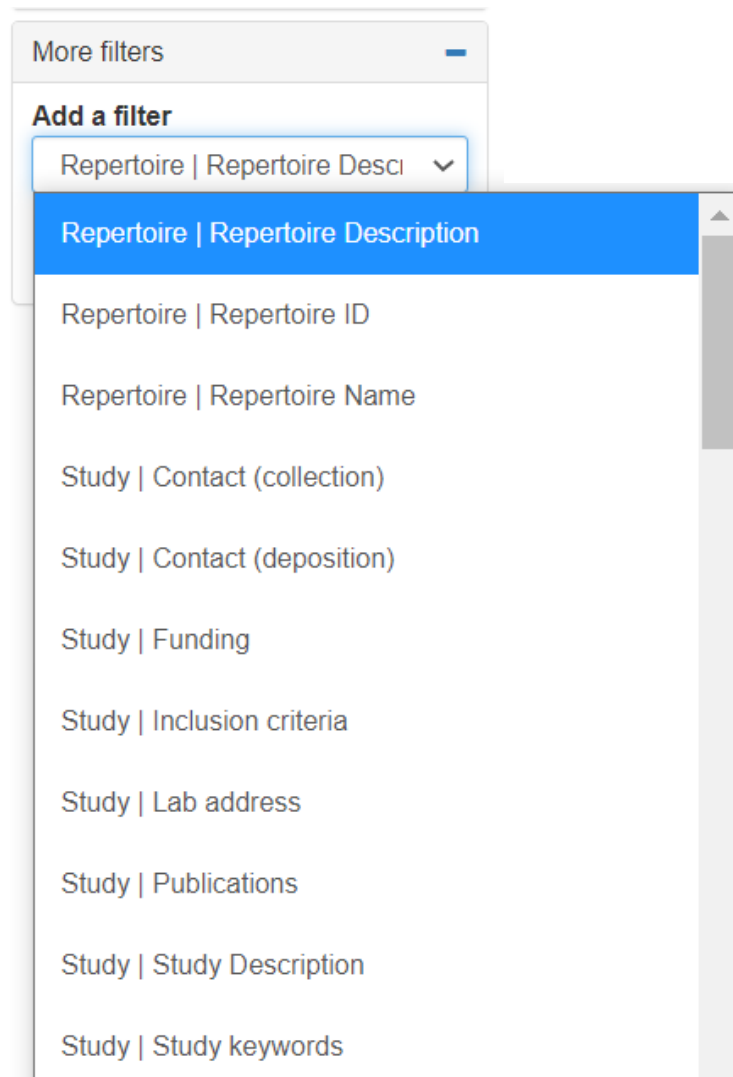 More filters
Add a filter
Repertoire | Repertoire Desc
Repertoire | Repertoire Description
Repertoire | Repertoire ID
Repertoire | Repertoire Name
Study | Contact (collection)
Study | Contact (deposition)
Study | Funding
Study | Inclusion criteria
Study | Lab address
Study | Publications
Study | Study Description
Study | Study keywords